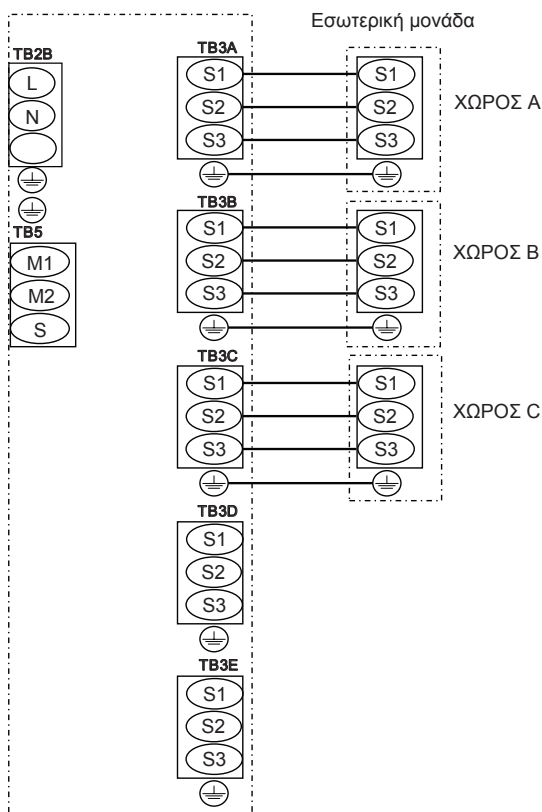 Εσωτερική μονάδα
TB2B
L
N
TB5
M1
M2
S
TB3A
S1
S2
S3
S1
S2
S3
ΧΩΡΟΣ A
TB3B
S1
S2
S3
S1
S2
S3
ΧΩΡΟΣ B
TB3C
S1
S2
S3
S1
S2
S3
ΧΩΡΟΣ C
TB3D
S1
S2
S3
TB3E
S1
S2
S3